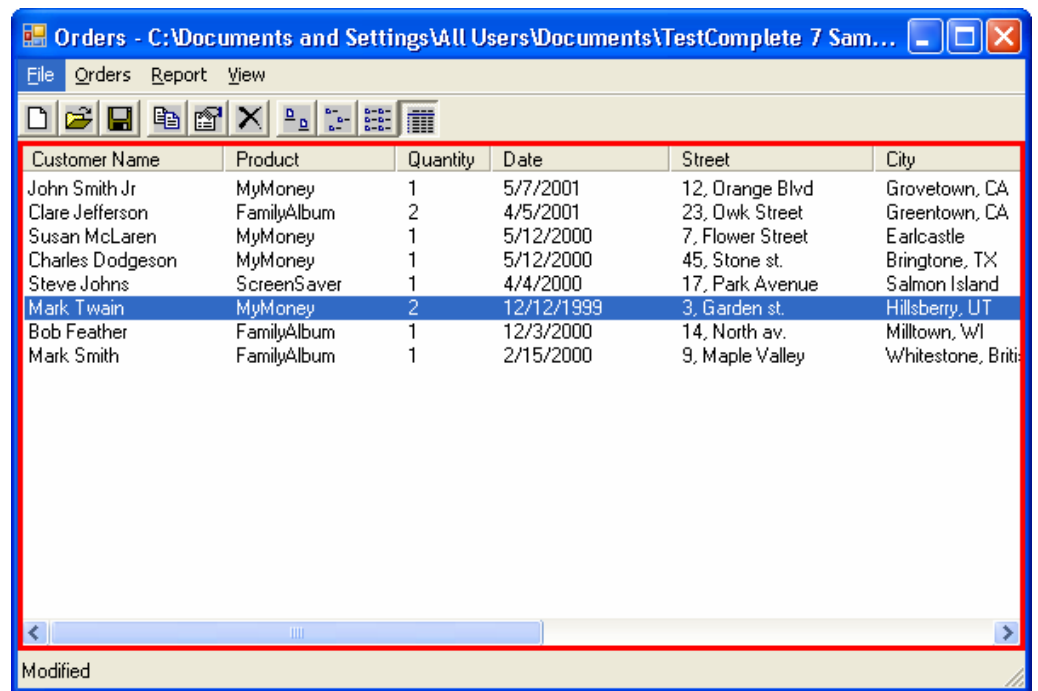 Orders - C:\Documents and Settings\All Users\Documents\TestComplete 7 Sam...
File Orders Report View
Customer Name Product Quantity Date Street City
John Smith Jr MyMoney 1 5/7/2001 12, Orange Blvd Grovetown, CA
Clare Jefferson FamilyAlbum 2 4/5/2001 23, Owk Street Greentown, CA
Susan McLaren MyMoney 1 5/12/2000 7, Flower Street Earlcastle
Charles Dodgeson MyMoney 1 5/12/2000 45, Stone st. Bringtone, TX
Steve Johns ScreenSaver 1 4/4/2000 17, Park Avenue Salmon Island
Mark Twain MyMoney 2 12/12/1999 3, Garden st. Hillsberry, UT
Bob Feather FamilyAlbum 1 12/3/2000 14, North av. Milltown, WI
Mark Smith FamilyAlbum 1 2/15/2000 9, Maple Valley Whitestone, Briti
Modified